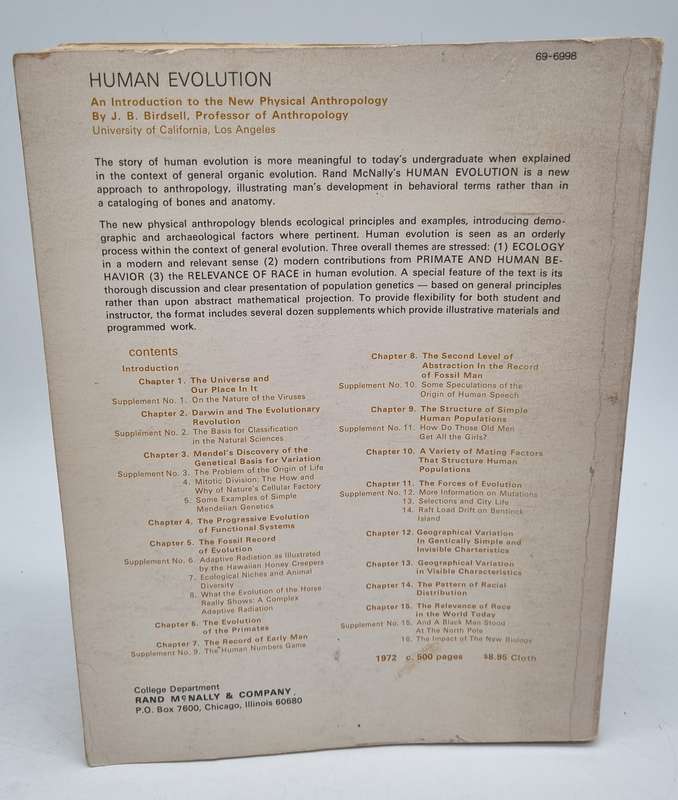 69-6998
HUMAN EVOLUTION
An Introduction to the New Physical Anthropology
By J. B. Birdsell, Professor of Anthropology
University of California, Los Angeles
The story of human evolution is more meaningful to today's undergraduate when explained
in the context of general organic evolution. Rand McNally's HUMAN EVOLUTION is a new
approach to anthropology, illustrating man's development in behavioral terms rather than in
a cataloging of bones and anatomy.
The new physical anthropology blends ecological principles and examples, introducing demo-
graphic and archaeological factors where pertinent. Human evolution is seen as an orderly
process within the context of general evolution. Three overall themes are stressed: (1) ECOLOGY
in a modern and relevant sense (2) modern contributions from PRIMATE AND HUMAN BE-
HAVIOR (3) the RELEVANCE OF RACE in human evolution. A special feature of the text is its
thorough discussion and clear presentation of population genetics — based on general principles
rather than upon abstract mathematical projection. To provide flexibility for both student and
instructor, the format includes several dozen supplements which provide illustrative materials and
programmed work.
contents
Introduction
Chapter 1. The Universe and
Our Place In It
Supplement No. 1. On the Nature of the Viruses
Chapter 2. Darwin and The Evolutionary
Revolution
Supplement No. 2. The Basis for Classification
in the Natural Sciences
Chapter 3. Mendel's Discovery of the
Genetical Basis for Variation
Supplement No. 3. The Problem of the Origin of Life
4. Mitotic Division: The How and
Why of Nature's Cellular Factory
5. Some Examples of Simple
Mendelian Genetics
Chapter 4. The Progressive Evolution
of Functional Systems
Chapter 5. The Fossil Record
of Evolution
Supplement No. 6. Adaptive Radiation as Illustrated
by the Hawaiian Honey Creepers
7. Ecological Niches and Animal
Diversity
8. What the Evolution of the Horse
Really Shows: A Complex
Adaptive Radiation
Chapter 6. The Evolution
of the Primates
Chapter 7. The Record of Early Man
Supplement No. 9. The Human Numbers Game
Chapter 8. The Second Level of
Abstraction In the Record
of Fossil Man
Supplement No. 10. Some Speculations of the
Origin of Human Speech
Chapter 9. The Structure of Simple
Human Populations
Supplement No. 11. How Do Those Old Men
Get All the Girls?
Chapter 10. A Variety of Mating Factors
That Structure Human
Populations
Chapter 11. The Forces of Evolution
Supplement No. 12. More Information on Mutations
13. Selections and City Life
14. Raft Load Drift on Bentinck
Island
Chapter 12. Geographical Variation
In Gentically Simple and
Invisible Charteristics
Chapter 13. Geographical Variation
in Visible Characteristics
Chapter 14. The Pattern of Racial
Distribution
Chapter 15. The Relevance of Race
in the World Today
Supplement No. 15. And A Black Man Stood
At The North Pole
16. The Impact of The New Biology
1972 c. 500 pages $8.95 Cloth
College Department
RAND McNALLY & COMPANY.
P.O. Box 7600, Chicago, Illinois 60680